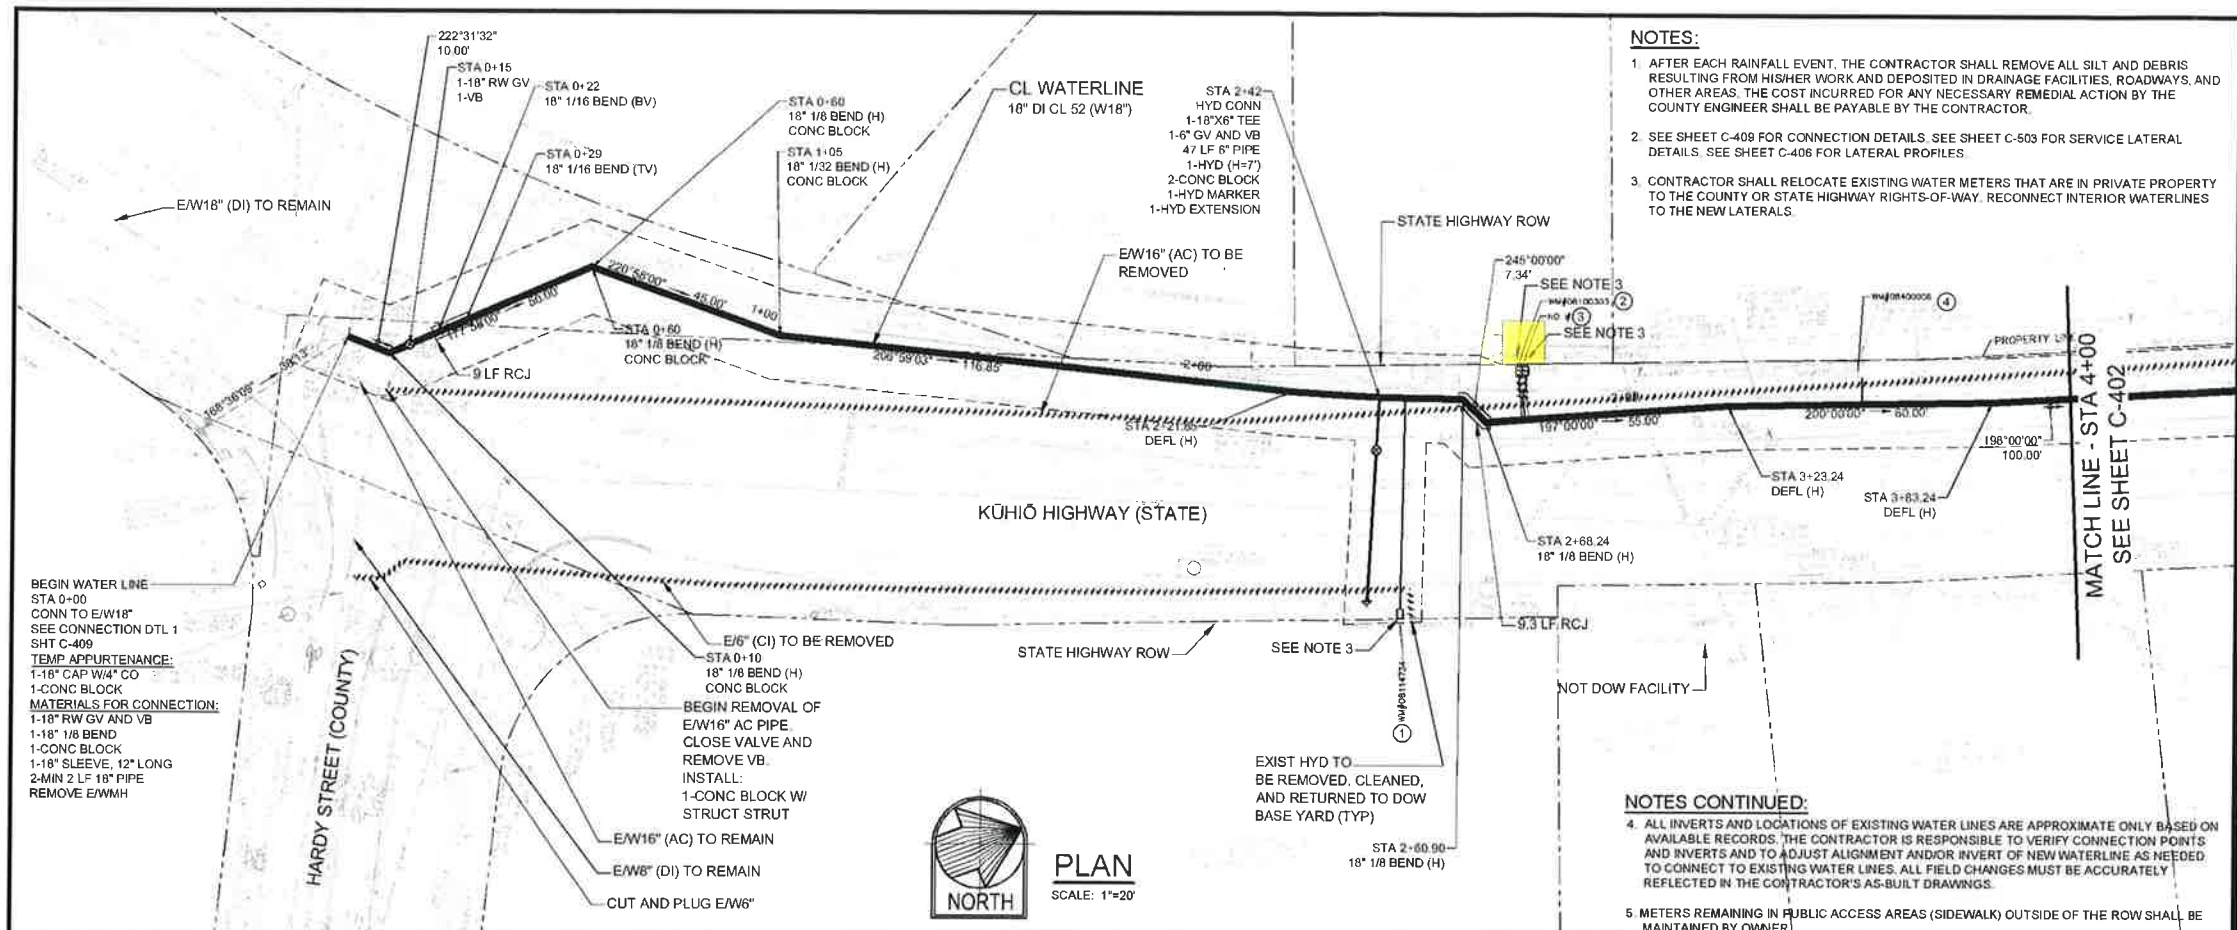 222°31'32"
10.00'
STA 0+15
1-18" RW GV
1-VB
STA 0+22
18" 1/16 BEND (BV)
STA 0+29
18" 1/16 BEND (TV)
STA 0+60
18" 1/8 BEND (H)
CONC BLOCK
STA 1+05
18" 1/32 BEND (H)
CONC BLOCK
CL WATERLINE
18" DI CL 52 (W18")
STA 2+42
HYD CONN
1-18"X6" TEE
1-6" GV AND VB
47 LF 6" PIPE
1-HYD (H=7')
2-CONC BLOCK
1-HYD MARKER
1-HYD EXTENSION
NOTES:
1. AFTER EACH RAINFALL EVENT, THE CONTRACTOR SHALL REMOVE ALL SILT AND DEBRIS
RESULTING FROM HIS/HER WORK AND DEPOSITED IN DRAINAGE FACILITIES, ROADWAYS, AND
OTHER AREAS. THE COST INCURRED FOR ANY NECESSARY REMEDIAL ACTION BY THE
COUNTY ENGINEER SHALL BE PAYABLE BY THE CONTRACTOR.
2. SEE SHEET C-409 FOR CONNECTION DETAILS. SEE SHEET C-503 FOR SERVICE LATERAL
DETAILS. SEE SHEET C-406 FOR LATERAL PROFILES.
3. CONTRACTOR SHALL RELOCATE EXISTING WATER METERS THAT ARE IN PRIVATE PROPERTY
TO THE COUNTY OR STATE HIGHWAY RIGHTS-OF-WAY. RECONNECT INTERIOR WATERLINES
TO THE NEW LATERALS.
E/W18" (DI) TO REMAIN
STATE HIGHWAY ROW
E/W16" (AC) TO BE
REMOVED
245°00'00"
7.34'
SEE NOTE 3
2
3
SEE NOTE 3
4
PROPERTY
220°58'00" 45.00'
1+00
60.00'
STA 0+60
18" 1/8 BEND (H)
CONC BLOCK
9 LF RCJ
206°59'03" 116.85'
2+00
168°36'09"
STA 2+21.85
DEFL (H)
197°00'00" 55.00'
200°00'00" 60.00'
198°00'00"
100.00'
STA 3+23.24
DEFL (H)
STA 3+83.24
DEFL (H)
MATCH LINE - STA 4+00
SEE SHEET C-402
KŪHIŌ HIGHWAY (STATE)
STA 2+68.24
18" 1/8 BEND (H)
BEGIN WATER LINE
STA 0+00
CONN TO E/W18"
SEE CONNECTION DTL 1
SHT C-409
TEMP APPURTENANCE:
1-18" CAP W/4" CO
1-CONC BLOCK
MATERIALS FOR CONNECTION:
1-18" RW GV AND VB
1-18" 1/8 BEND
1-CONC BLOCK
1-18" SLEEVE, 12" LONG
2-MIN 2 LF 18" PIPE
REMOVE E/WMH
HARDY STREET (COUNTY)
E/6" (CI) TO BE REMOVED
STA 0+10
18" 1/8 BEND (H)
CONC BLOCK
BEGIN REMOVAL OF
E/W16" AC PIPE.
CLOSE VALVE AND
REMOVE VB.
INSTALL:
1-CONC BLOCK W/
STRUCT STRUT
E/W16" (AC) TO REMAIN
E/W8" (DI) TO REMAIN
CUT AND PLUG E/W6"
STATE HIGHWAY ROW
SEE NOTE 3
9.3 LF RCJ
1
NOT DOW FACILITY
EXIST HYD TO
BE REMOVED, CLEANED,
AND RETURNED TO DOW
BASE YARD (TYP)
STA 2+60.90
18" 1/8 BEND (H)
NORTH
PLAN
SCALE: 1"=20'
NOTES CONTINUED:
4. ALL INVERTS AND LOCATIONS OF EXISTING WATER LINES ARE APPROXIMATE ONLY BASED ON
AVAILABLE RECORDS. THE CONTRACTOR IS RESPONSIBLE TO VERIFY CONNECTION POINTS
AND INVERTS AND TO ADJUST ALIGNMENT AND/OR INVERT OF NEW WATERLINE AS NEEDED
TO CONNECT TO EXISTING WATER LINES. ALL FIELD CHANGES MUST BE ACCURATELY
REFLECTED IN THE CONTRACTOR'S AS-BUILT DRAWINGS.
5. METERS REMAINING IN PUBLIC ACCESS AREAS (SIDEWALK) OUTSIDE OF THE ROW SHALL BE
MAINTAINED BY OWNER